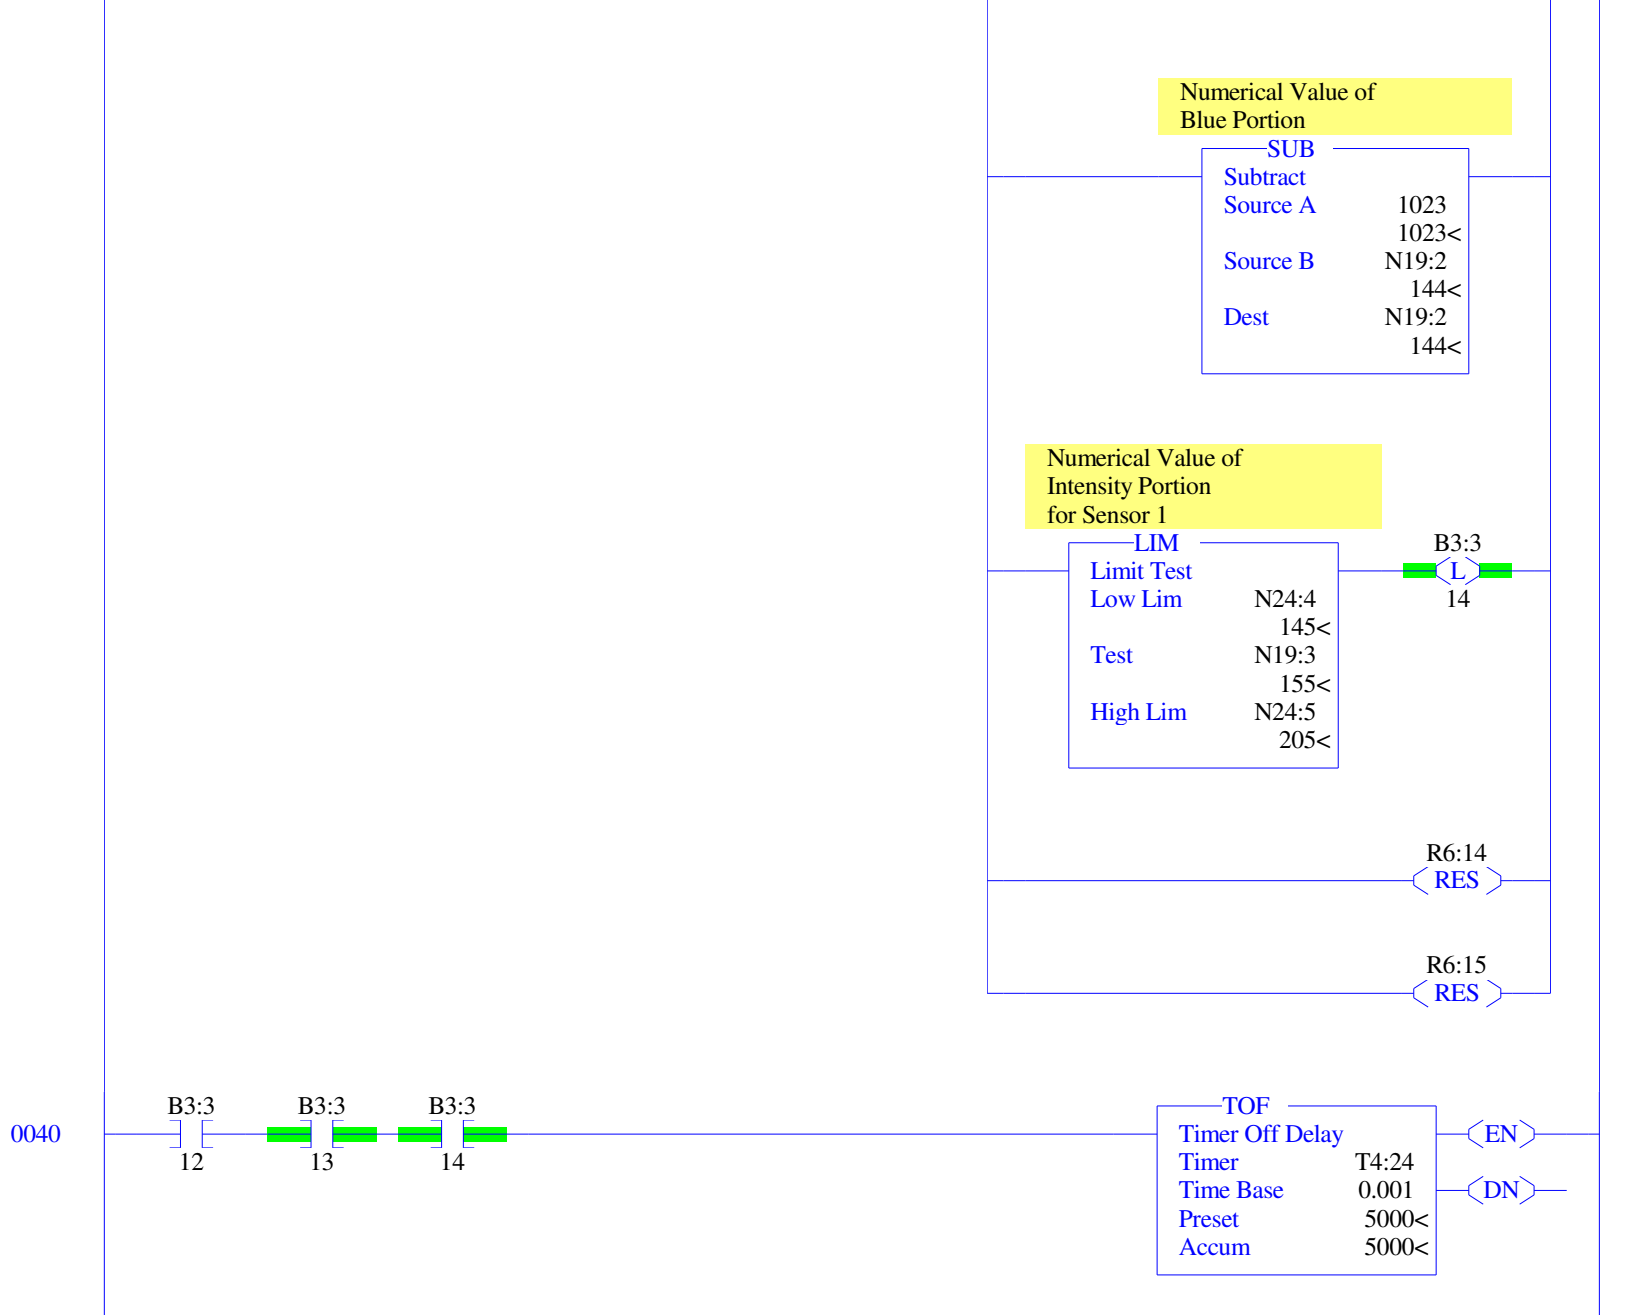 Numerical Value of
Blue Portion
SUB
Subtract
Source A 1023
1023<
Source B N19:2
144<
Dest N19:2
144<
Numerical Value of
Intensity Portion
for Sensor 1
LIM
Limit Test
Low Lim N24:4
145<
Test N19:3
155<
High Lim N24:5
205<
B3:3
L
14
R6:14
RES
R6:15
RES
0040
B3:3 B3:3 B3:3
12 13 14
TOF
Timer Off Delay
Timer T4:24
Time Base 0.001
Preset 5000<
Accum 5000<
EN
DN